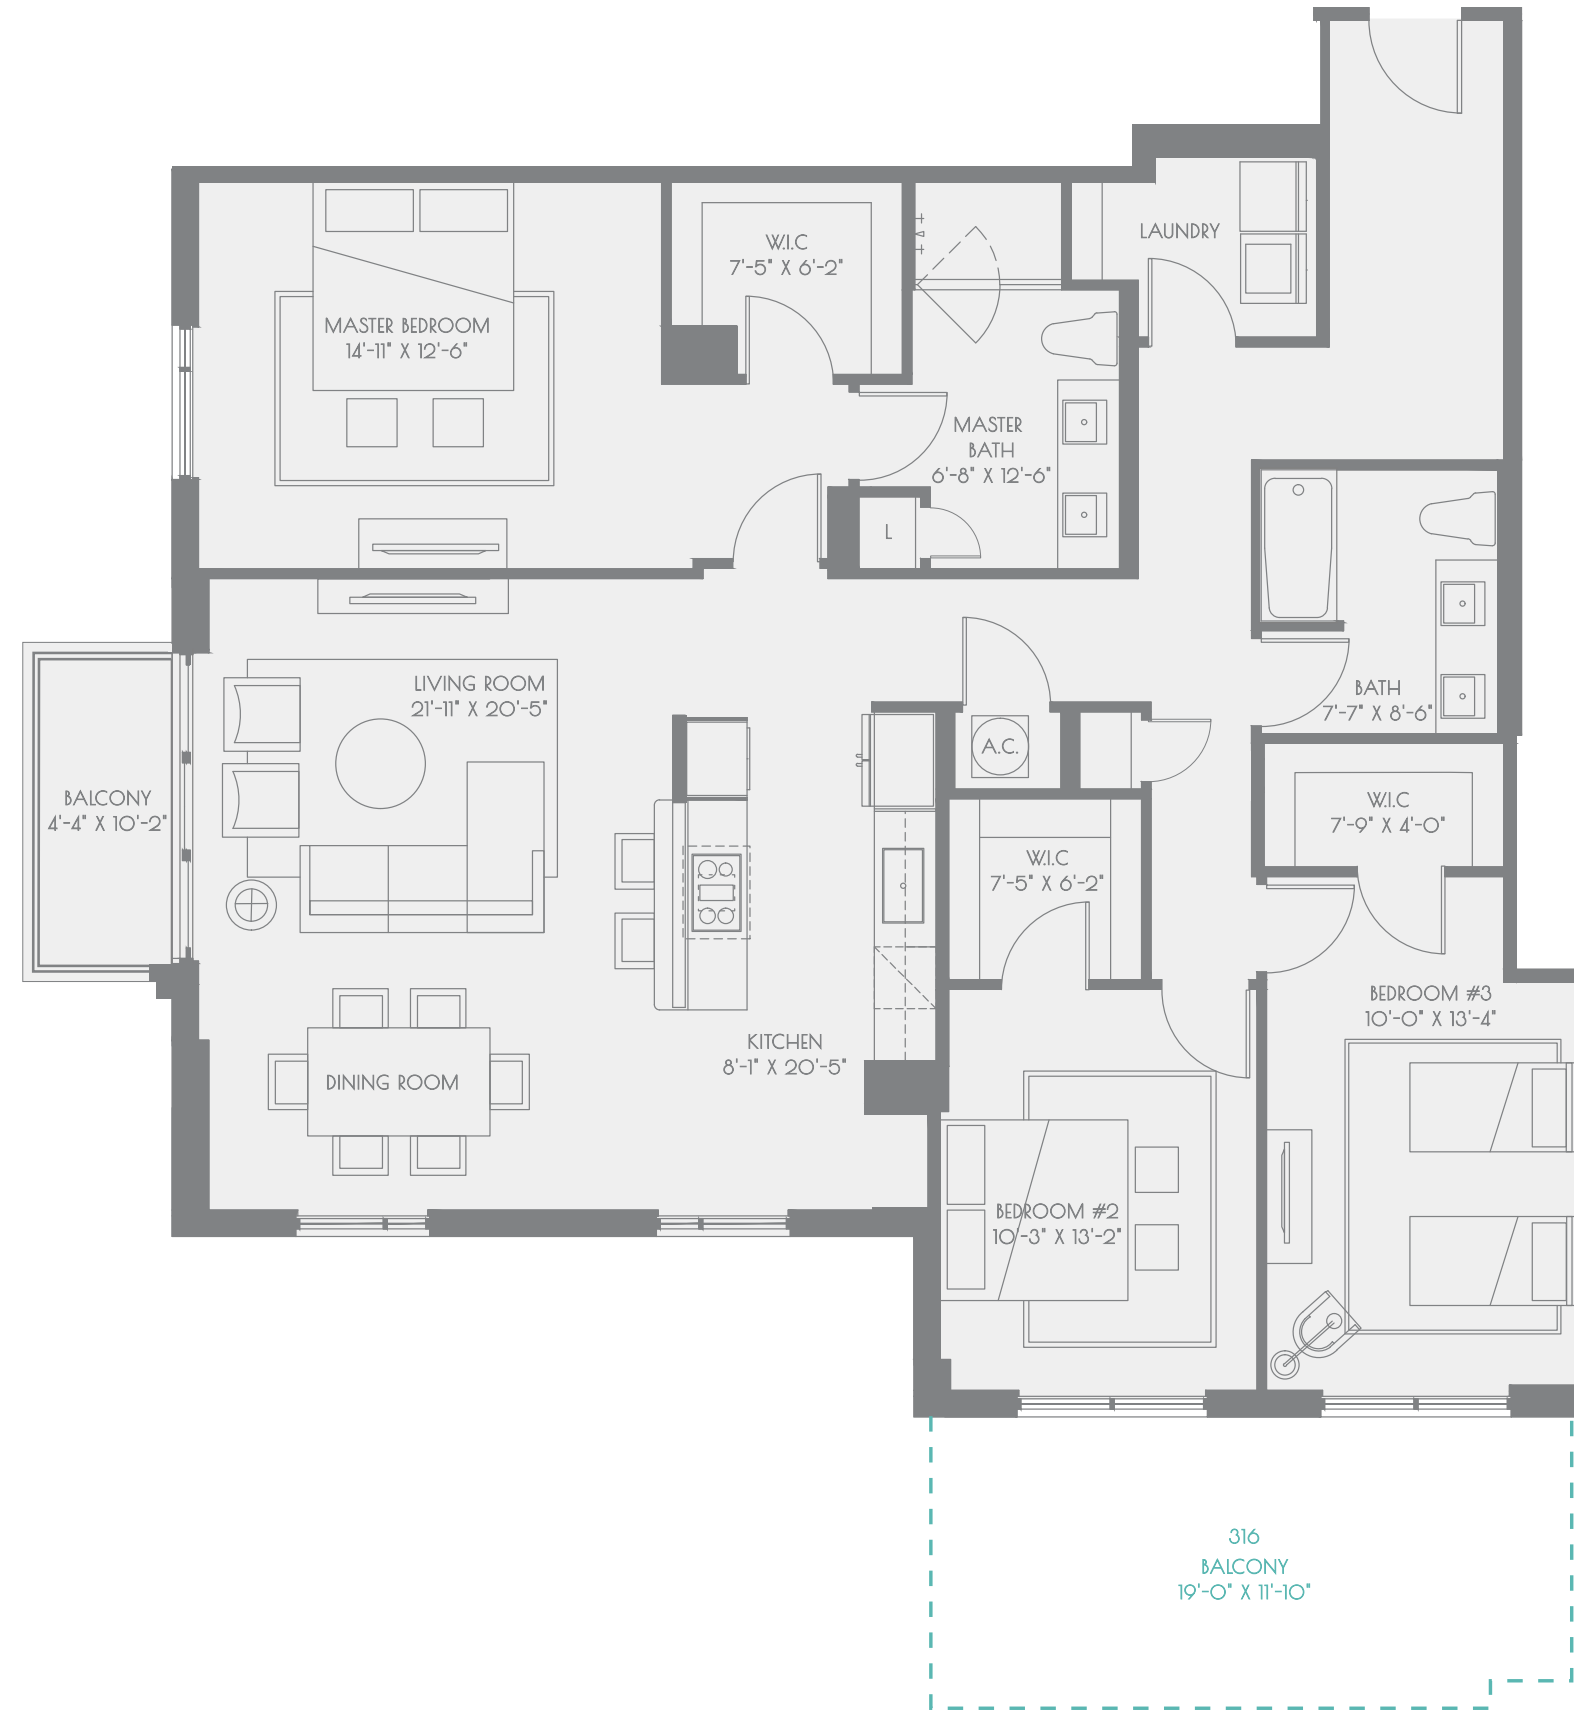 LAUNDRY
W.I.C
7'-5" X 6'-2"
MASTER BEDROOM
14'-11" X 12'-6"
MASTER
BATH
6'-8" X 12'-6"
L
LIVING ROOM
21'-11" X 20'-5"
BATH
7'-7" X 8'-6"
A.C.
BALCONY
4'-4" X 10'-2"
W.I.C
7'-9" X 4'-0"
W.I.C
7'-5" X 6'-2"
BEDROOM #3
10'-0" X 13'-4"
KITCHEN
8'-1" X 20'-5"
DINING ROOM
BEDROOM #2
10'-3" X 13'-2"
316
BALCONY
19'-0" X 11'-10"